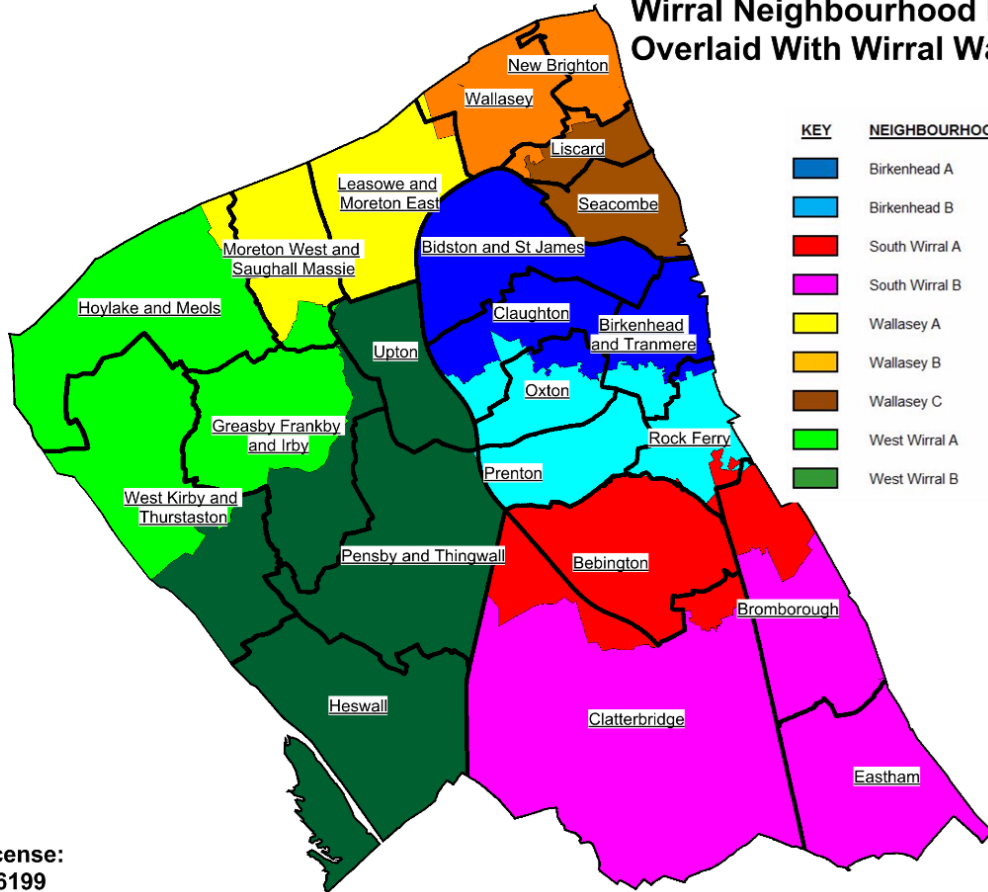 Wirral Neighbourhood
Overlaid With Wirral Wa
KEY NEIGHBOURHOO
Birkenhead A
Birkenhead B
South Wirral A
South Wirral B
Wallasey A
Wallasey B
Wallasey C
West Wirral A
West Wirral B
New Brighton
Wallasey
Liscard
Leasowe and
Moreton East
Seacombe
Bidston and St James
Moreton West and
Saughall Massie
Hoylake and Meols
Claughton
Birkenhead
and Tranmere
Upton
Oxton
Greasby Frankby
and Irby
Rock Ferry
Prenton
West Kirby and
Thurstaston
Pensby and Thingwall
Bebington
Bromborough
Heswall
Clatterbridge
Eastham
cense:
6199